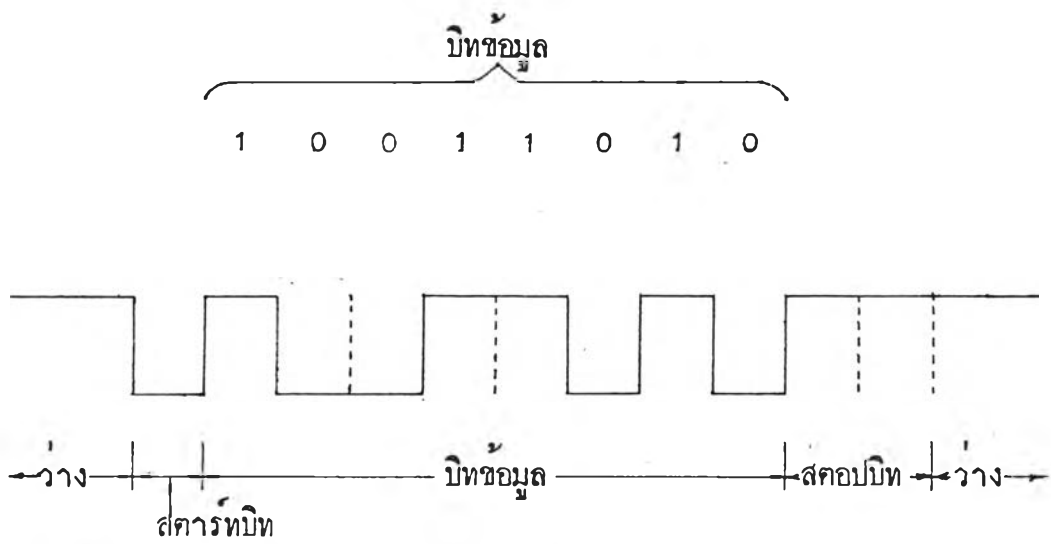 บิทข้อมูล
1 0 0 1 1 0 1 0
ว่าง บิทข้อมูล สตอปบิท ว่าง
สตาร์ทบิท